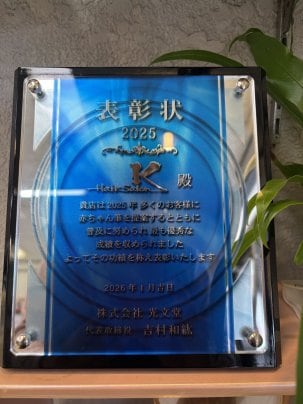 表彰状
2025
Hair Salon K 殿
貴店は2025年 多くのお客様に
赤ちゃん筆を提案するとともに
普及に努められ 最も優秀な
成績を収められました
よってその功績を称え表彰いたします
2026年1月吉日
株式会社 光文堂
代表取締役 吉村和紘